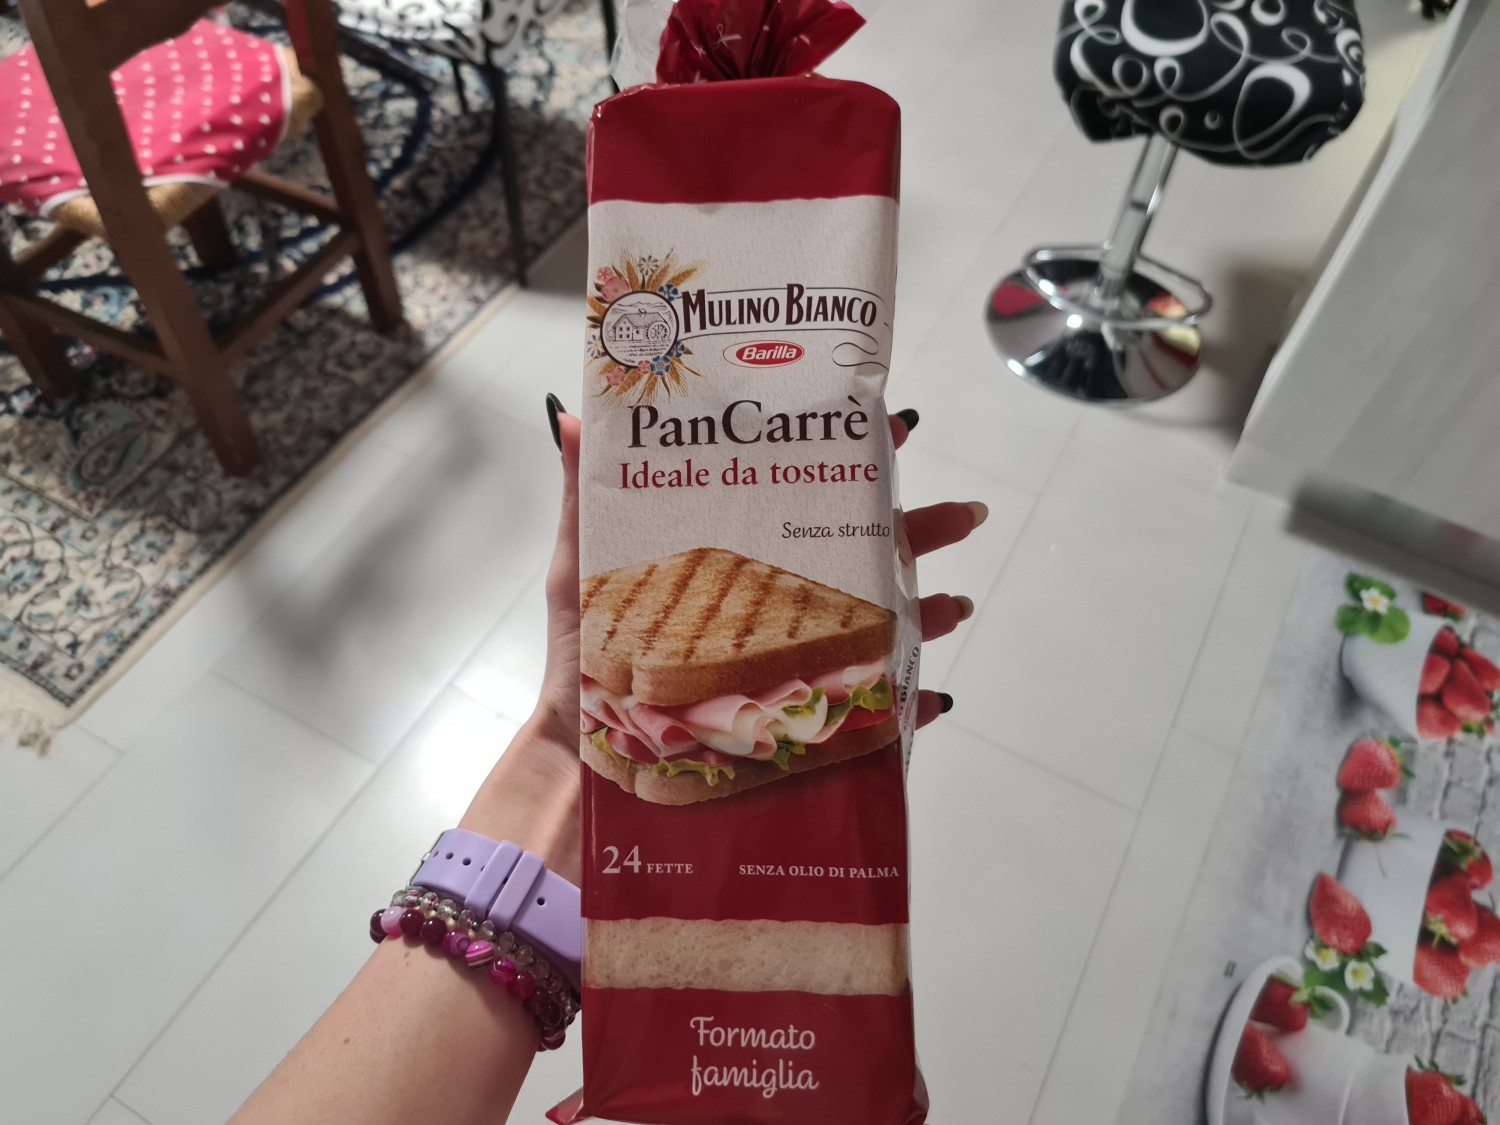 MULINO BIANCO
Barilla
PanCarrè
Ideale da tostare
Senza strutto
24 FETTE
SENZA OLIO DI PALMA
Formato
famiglia